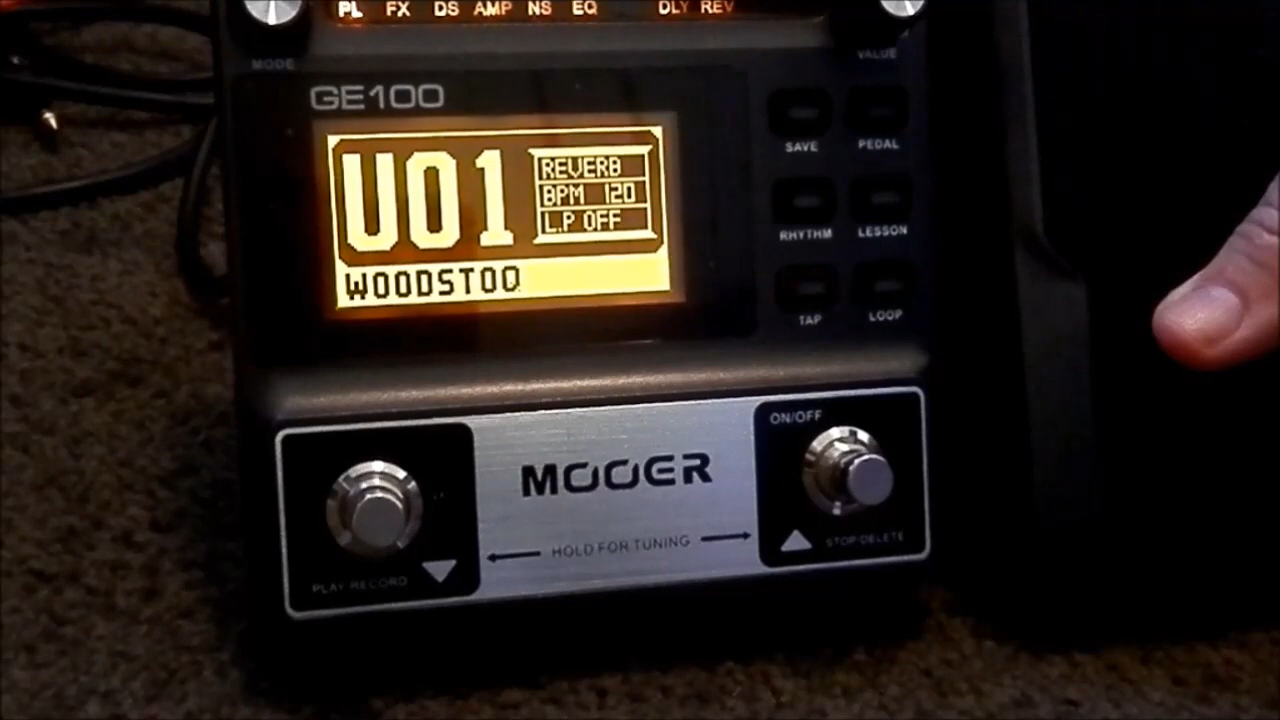 PL FX DS AMP NS EQ DLY REV
MODE
VALUE
GE100
U01
REVERB
BPM 120
L.P OFF
WOODSTOO
SAVE PEDAL
RHYTHM LESSON
TAP LOOP
ON/OFF
MOOER
HOLD FOR TUNING
PLAY/RECORD
STOP/DELETE